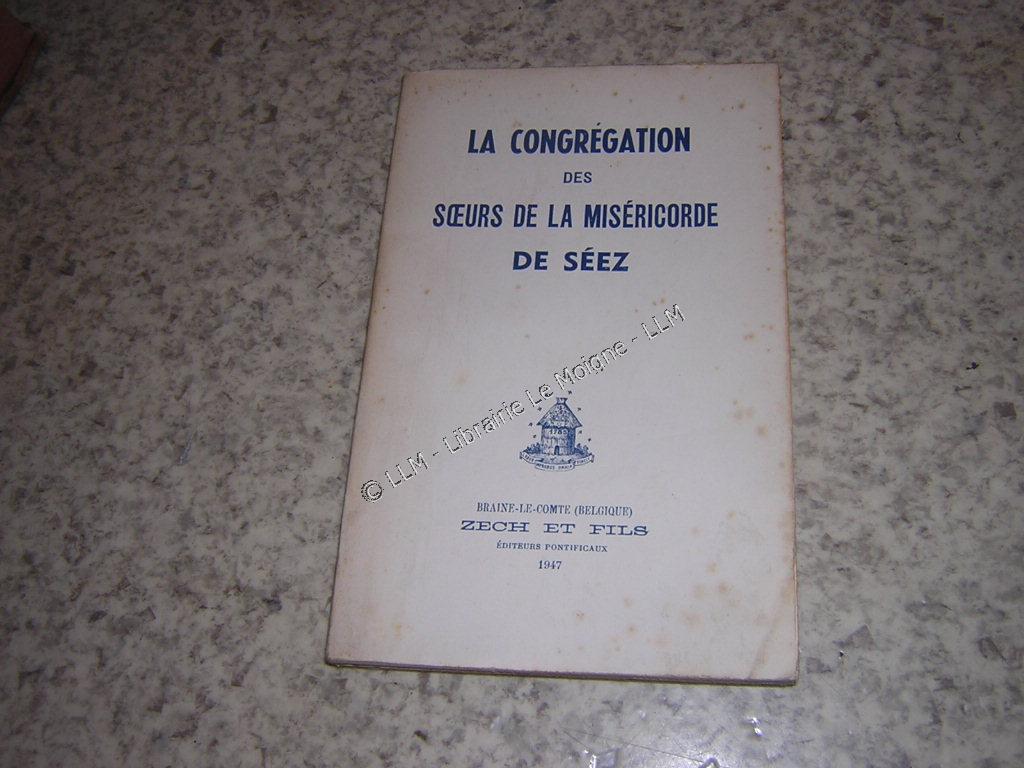 LA CONGRÉGATION
DES
SŒURS DE LA MISÉRICORDE
DE SÉEZ
© LLM - Librairie Le Moigne - LLM
BRAINE-LE-COMTE (BELGIQUE)
ZECH ET FILS
ÉDITEURS PONTIFICAUX
1947